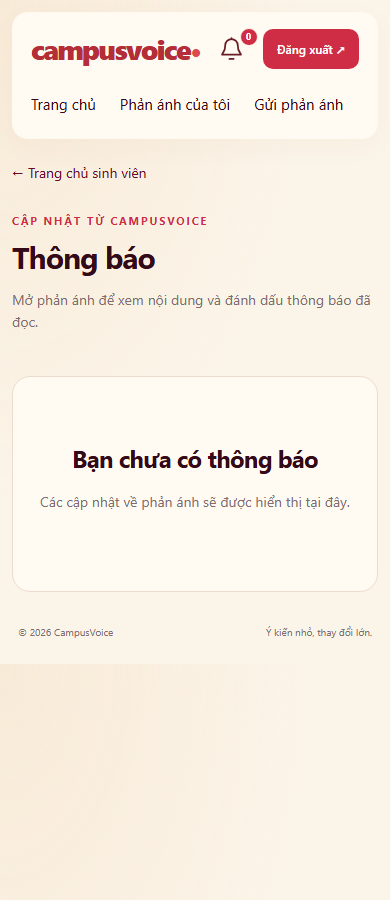 campusvoice
0
Đăng xuất ↗
Trang chủ Phản ánh của tôi Gửi phản ánh
← Trang chủ sinh viên
CẬP NHẬT TỪ CAMPUSVOICE
Thông báo
Mở phản ánh để xem nội dung và đánh dấu thông báo đã
đọc.
Bạn chưa có thông báo
Các cập nhật về phản ánh sẽ được hiển thị tại đây.
© 2026 CampusVoice Ý kiến nhỏ, thay đổi lớn.